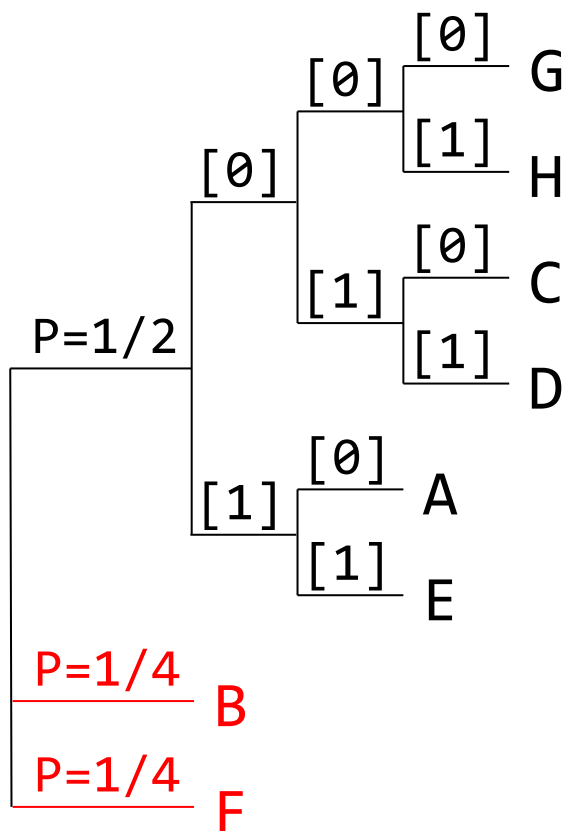 [0]
[0] G
[0] [1] H
[0]
[1] C
P=1/2 [1] D
[0]
[1] A
[1] E
P=1/4 B
P=1/4 F